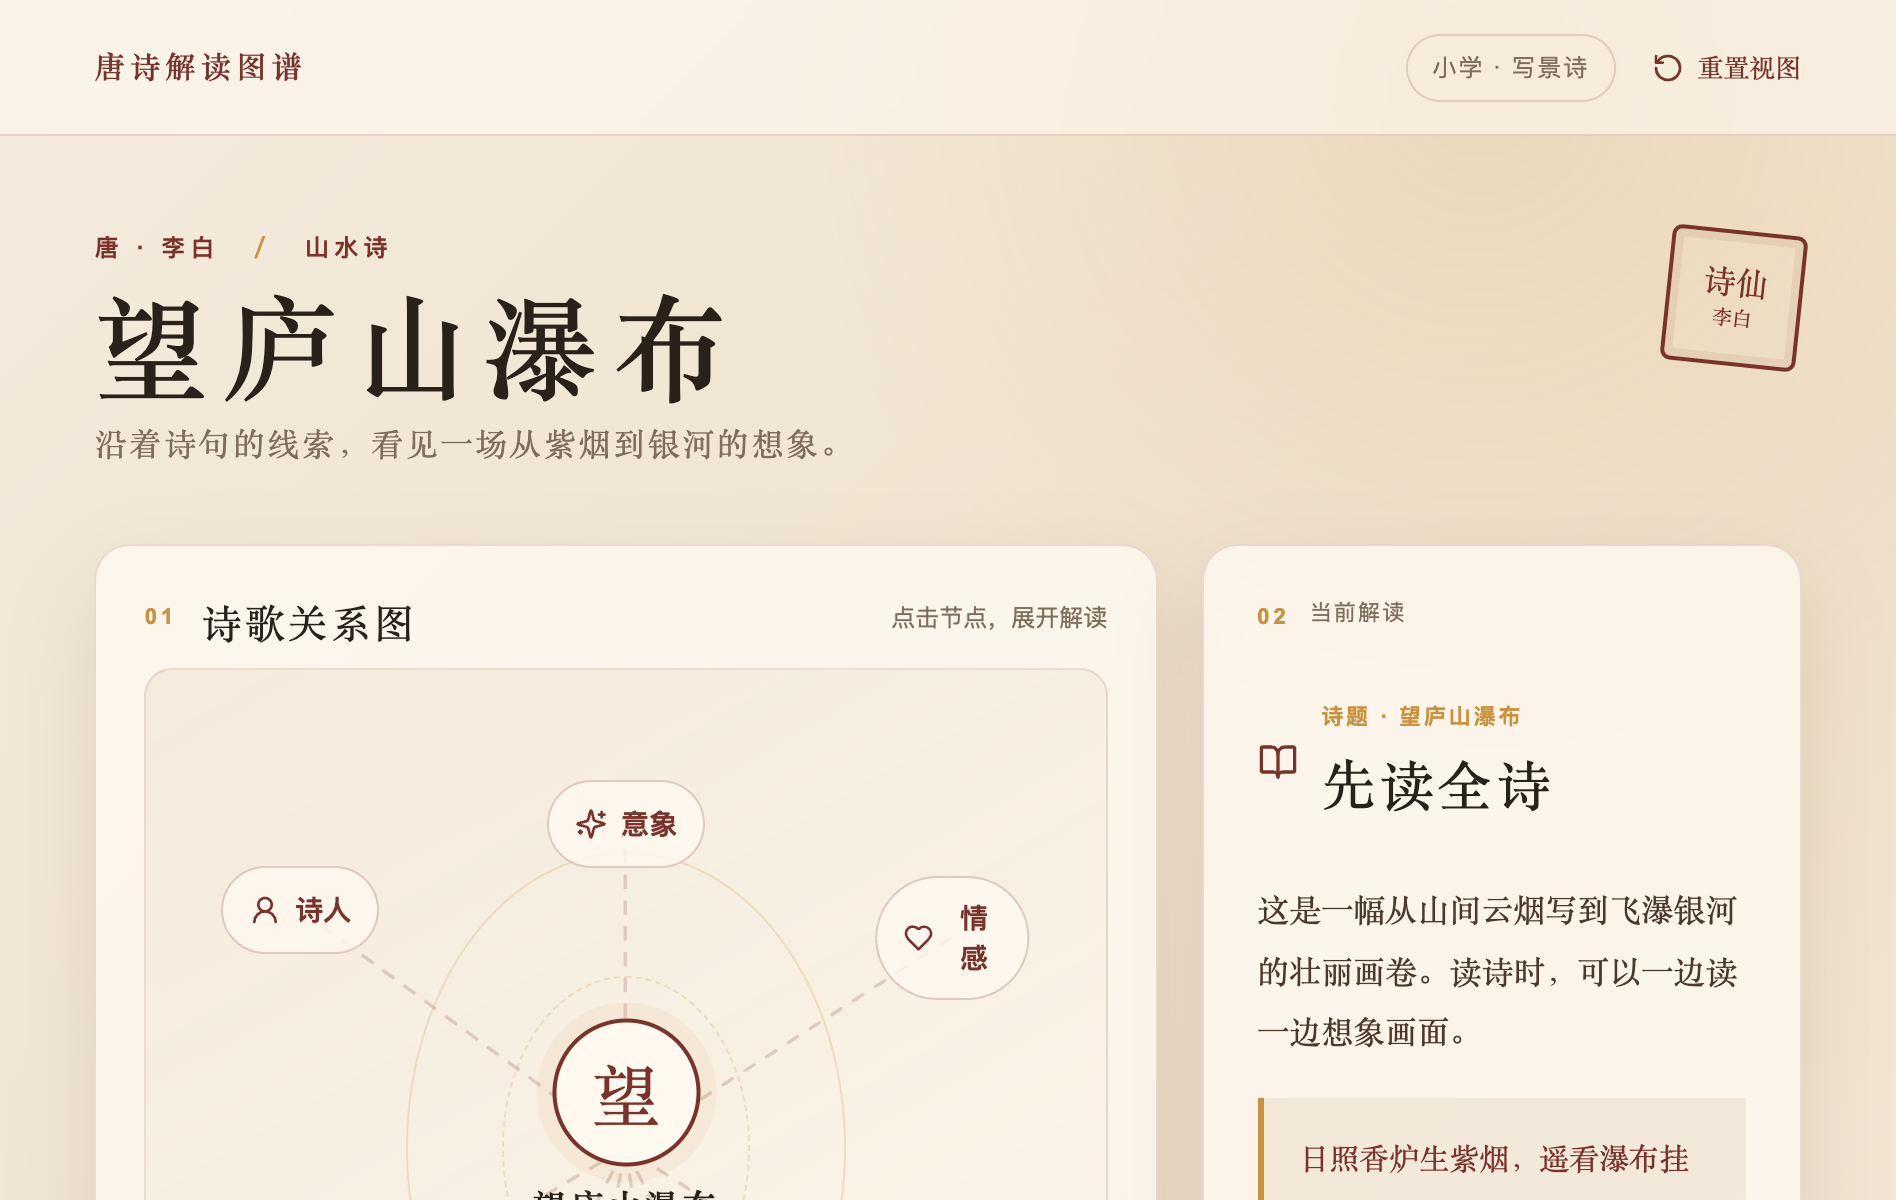 唐诗解读图谱
小学 · 写景诗
重置视图
唐 · 李白 / 山水诗
望庐山瀑布
沿着诗句的线索，看见一场从紫烟到银河的想象。
诗仙
李白
01 诗歌关系图
点击节点，展开解读
意象
诗人
情
感
望
望庐山瀑布
02 当前解读
诗题 · 望庐山瀑布
先读全诗
这是一幅从山间云烟写到飞瀑银河
的壮丽画卷。读诗时，可以一边读
一边想象画面。
日照香炉生紫烟，遥看瀑布挂